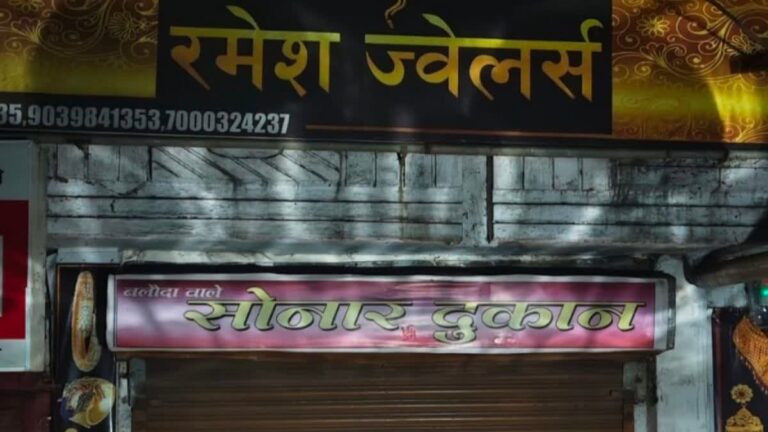 रमेश ज्वेलर्स
35,9039841353,7000324237
बलौदा वाले
सोनार दुकान